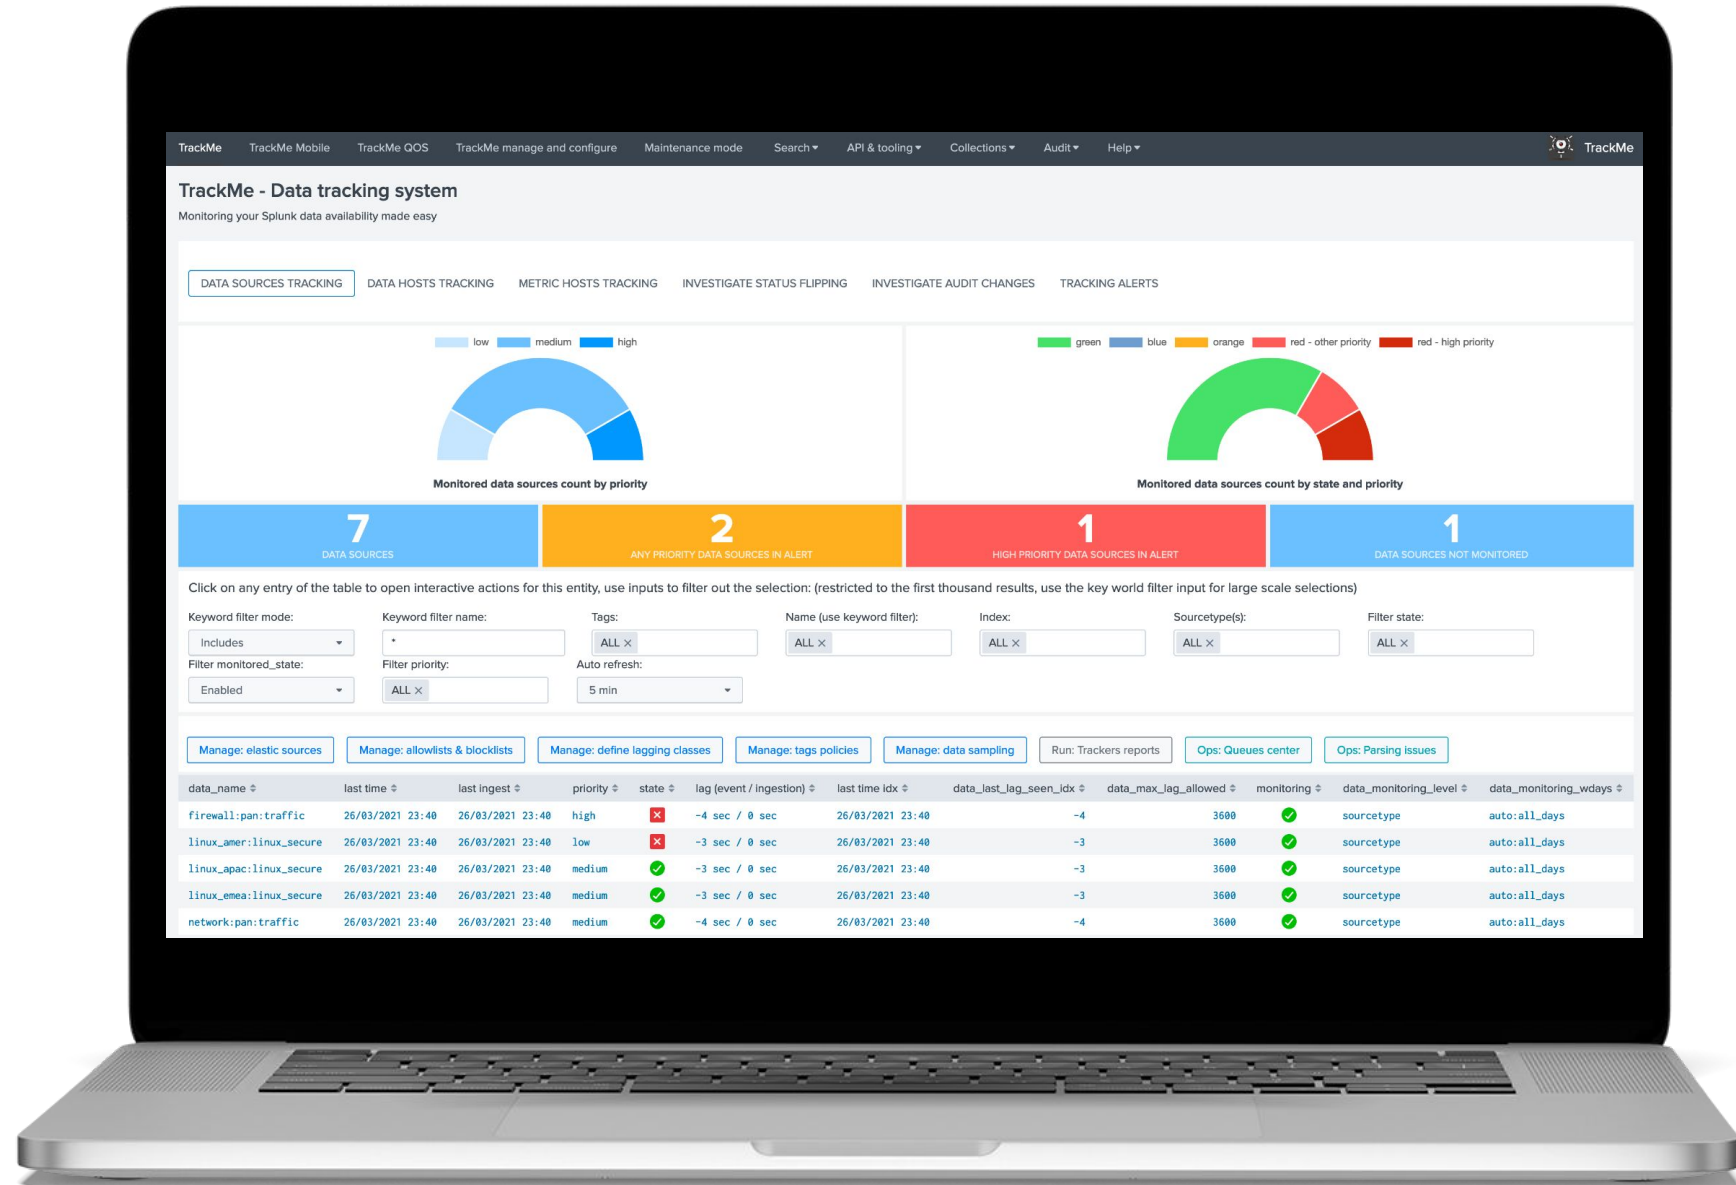 TrackMe TrackMe Mobile TrackMe QOS TrackMe manage and configure Maintenance mode Search API & tooling Collections Audit Help TrackMe
TrackMe - Data tracking system
Monitoring your Splunk data availability made easy
DATA SOURCES TRACKING DATA HOSTS TRACKING METRIC HOSTS TRACKING INVESTIGATE STATUS FLIPPING INVESTIGATE AUDIT CHANGES TRACKING ALERTS
low medium high
Monitored data sources count by priority
green blue orange red - other priority red - high priority
Monitored data sources count by state and priority
7
DATA SOURCES
2
ANY PRIORITY DATA SOURCES IN ALERT
1
HIGH PRIORITY DATA SOURCES IN ALERT
1
DATA SOURCES NOT MONITORED
Click on any entry of the table to open interactive actions for this entity, use inputs to filter out the selection: (restricted to the first thousand results, use the key world filter input for large scale selections)
Keyword filter mode: Keyword filter name: Tags: Name (use keyword filter): Index: Sourcetype(s): Filter state:
Includes * ALL × ALL × ALL × ALL × ALL ×
Filter monitored_state: Filter priority: Auto refresh:
Enabled ALL × 5 min
Manage: elastic sources Manage: allowlists & blocklists Manage: define lagging classes Manage: tags policies Manage: data sampling Run: Trackers reports Ops: Queues center Ops: Parsing issues
data_name last time last ingest priority state lag (event / ingestion) last time idx data_last_lag_seen_idx data_max_lag_allowed monitoring data_monitoring_level data_monitoring_wdays
firewall:pan:traffic 26/03/2021 23:40 26/03/2021 23:40 high -4 sec / 0 sec 26/03/2021 23:40 -4 3600 sourcetype auto:all_days
linux_amer:linux_secure 26/03/2021 23:40 26/03/2021 23:40 low -3 sec / 0 sec 26/03/2021 23:40 -3 3600 sourcetype auto:all_days
linux_apac:linux_secure 26/03/2021 23:40 26/03/2021 23:40 medium -3 sec / 0 sec 26/03/2021 23:40 -3 3600 sourcetype auto:all_days
linux_emea:linux_secure 26/03/2021 23:40 26/03/2021 23:40 medium -3 sec / 0 sec 26/03/2021 23:40 -3 3600 sourcetype auto:all_days
network:pan:traffic 26/03/2021 23:40 26/03/2021 23:40 medium -4 sec / 0 sec 26/03/2021 23:40 -4 3600 sourcetype auto:all_days